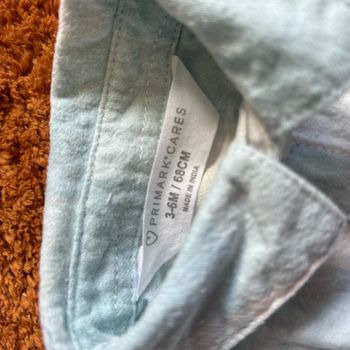 PRIMARK® CARES
3-6M / 68CM
MADE IN INDIA